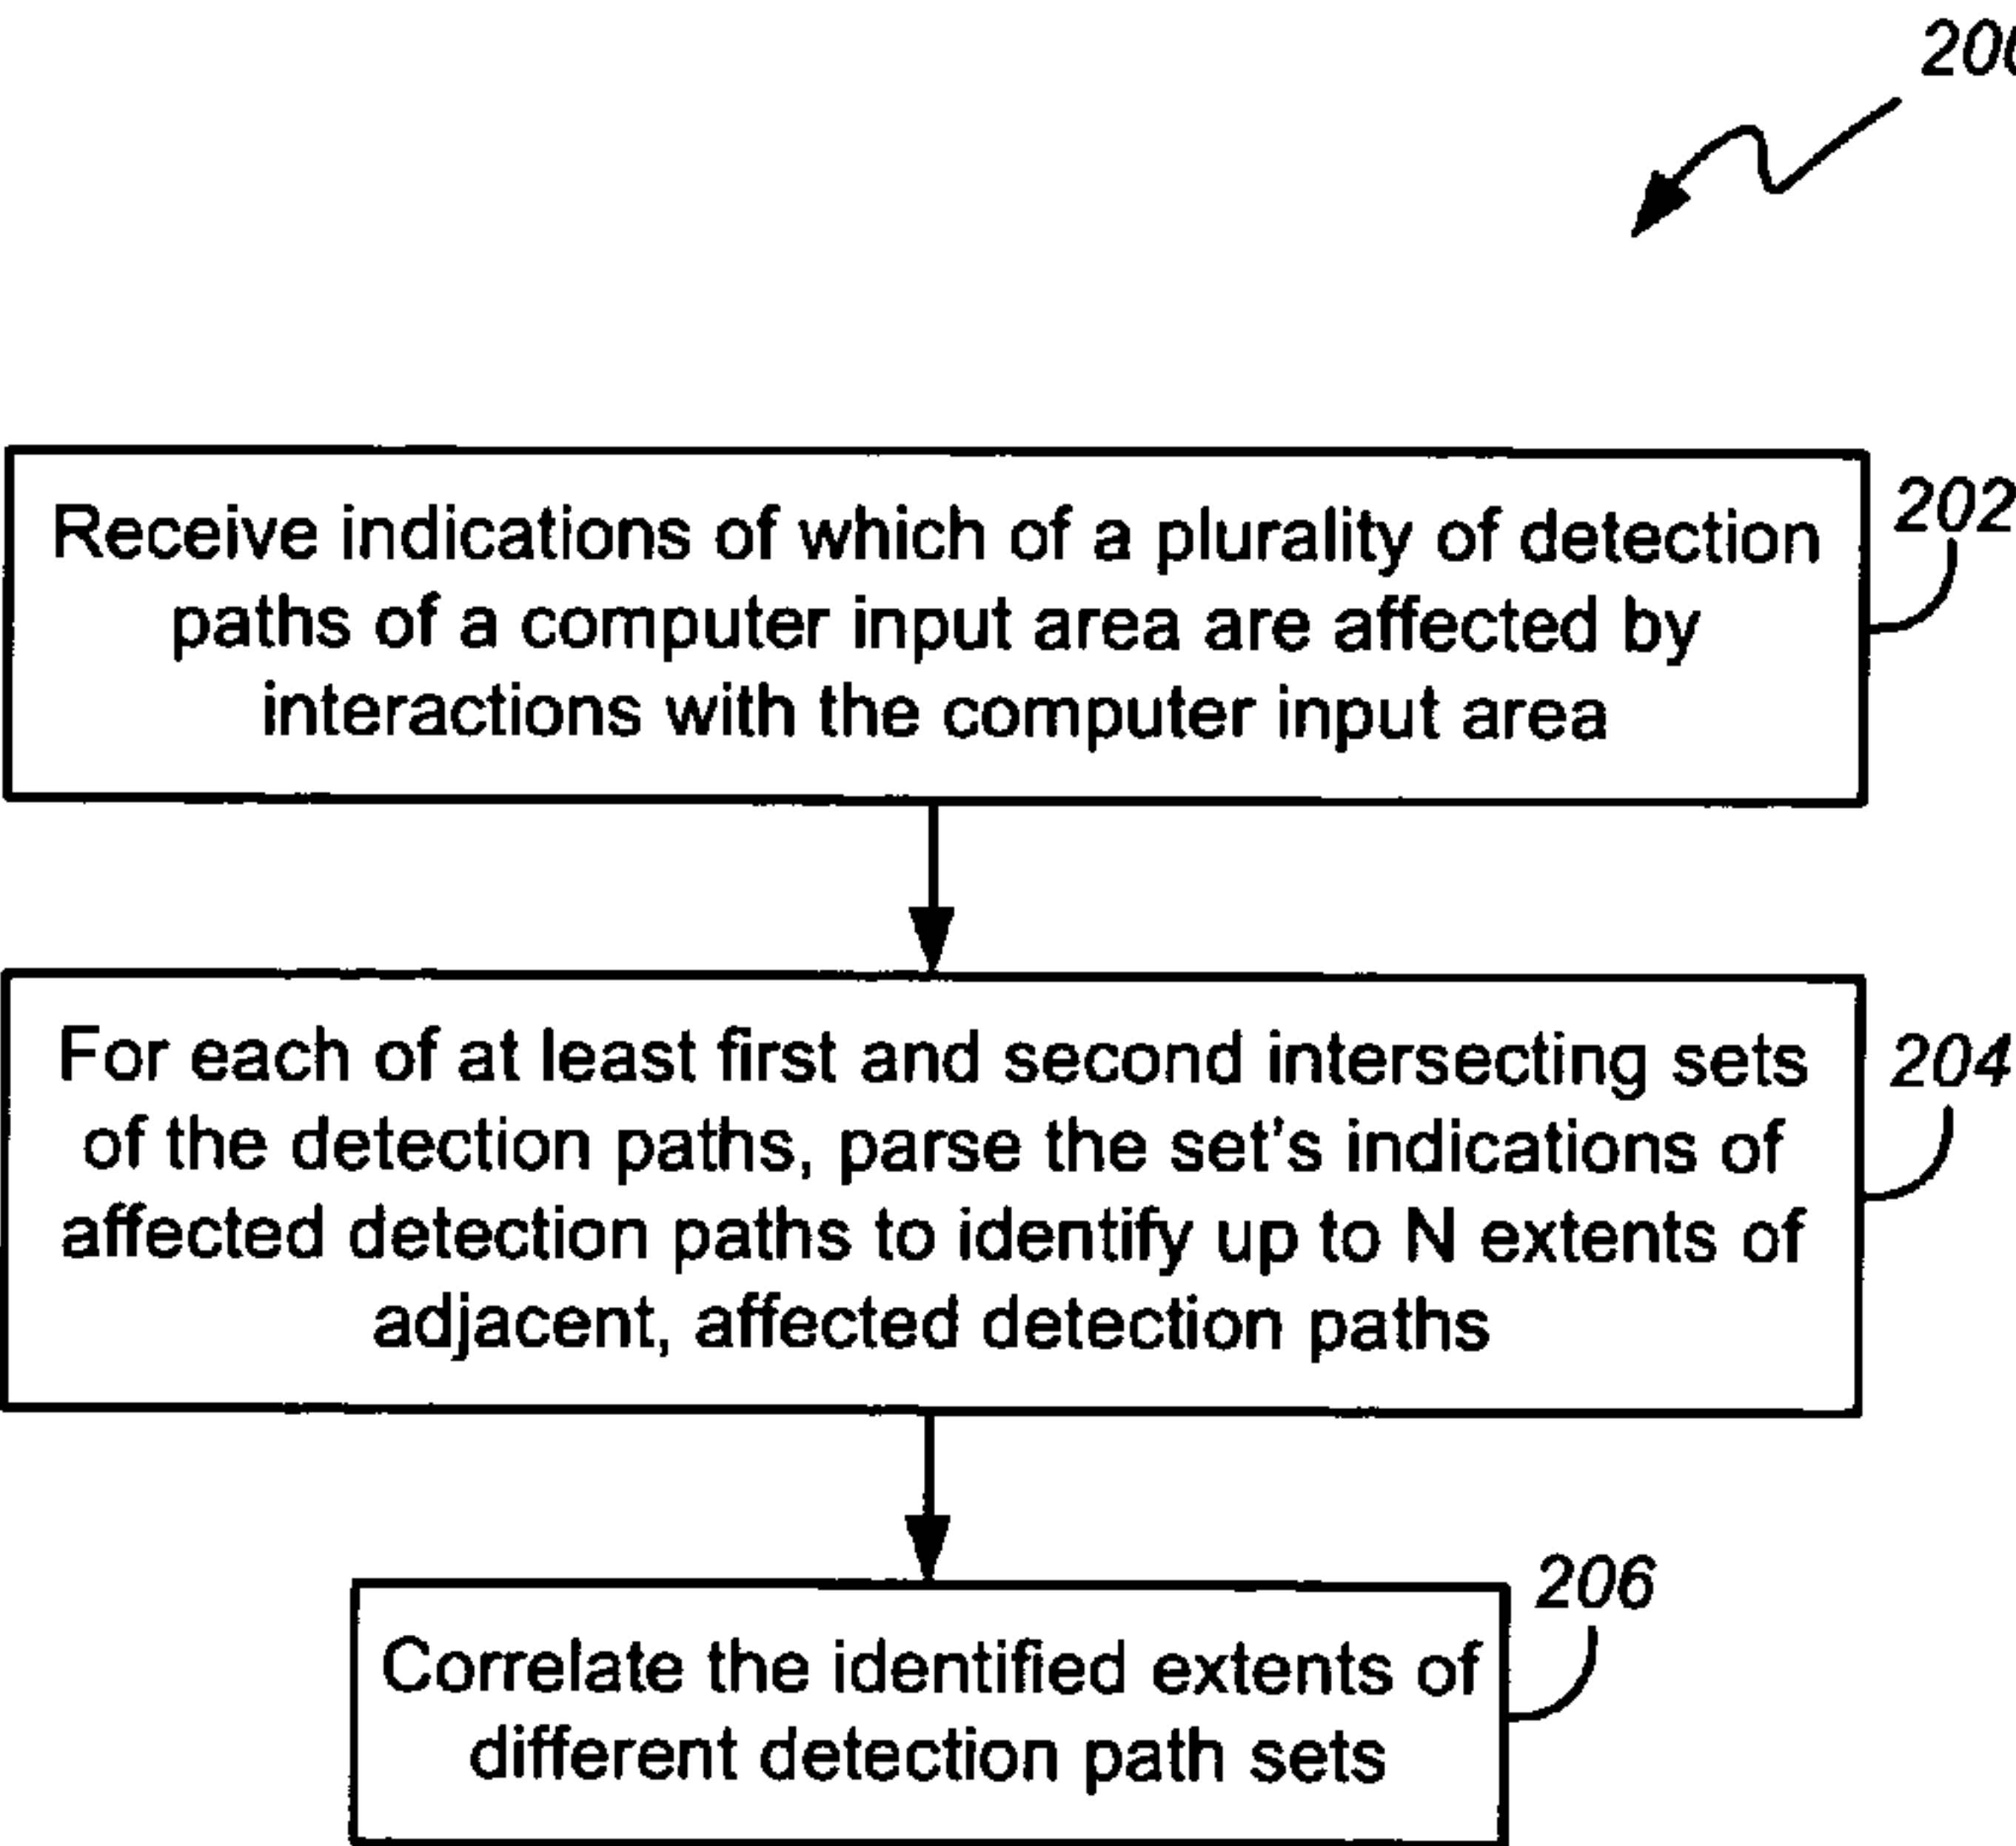 Receive indications of which of a plurality of detection
paths of a computer input area are affected by
interactions with the computer input area
202
For each of at least first and second intersecting sets
of the detection paths, parse the set's indications of
affected detection paths to identify up to N extents of
adjacent, affected detection paths
204
Correlate the identified extents of
different detection path sets
206